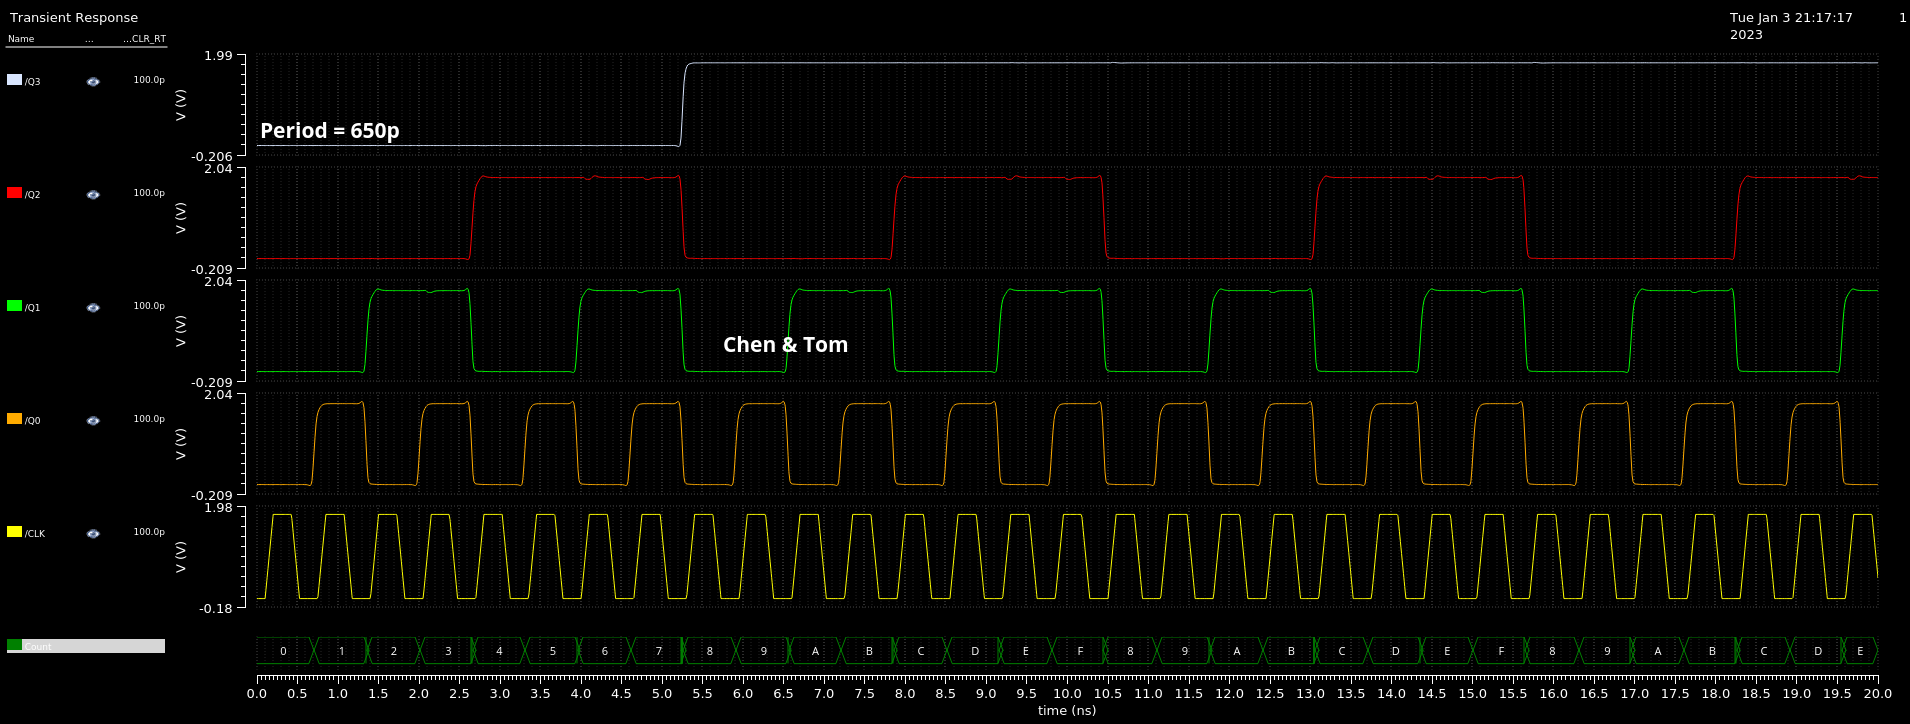 Transient Response
Tue Jan 3 21:17:17 1
2023
Name ... ...CLR_RT
/Q3 100.0p
V (V)
1.99
-0.206
Period = 650p
/Q2 100.0p
V (V)
2.04
-0.209
/Q1 100.0p
V (V)
2.04
-0.209
Chen & Tom
/Q0 100.0p
V (V)
2.04
-0.209
/CLK 100.0p
V (V)
1.98
-0.18
Count
0 1 2 3 4 5 6 7 8 9 A B C D E F 8 9 A B C D E F 8 9 A B C D E
0.0 0.5 1.0 1.5 2.0 2.5 3.0 3.5 4.0 4.5 5.0 5.5 6.0 6.5 7.0 7.5 8.0 8.5 9.0 9.5 10.0 10.5 11.0 11.5 12.0 12.5 13.0 13.5 14.0 14.5 15.0 15.5 16.0 16.5 17.0 17.5 18.0 18.5 19.0 19.5 20.0
time (ns)